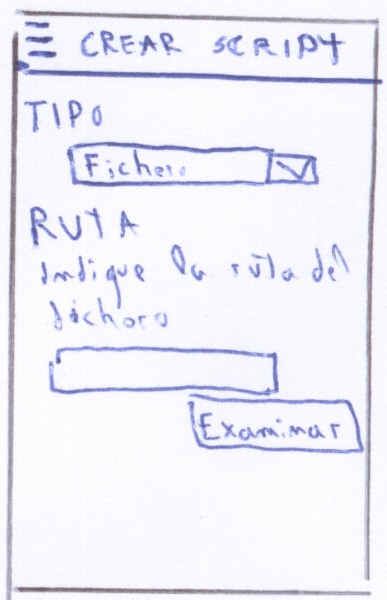 CREAR SCRIPT
TIPO
Fichero
RUTA
Indique la ruta del
fichero
Examinar